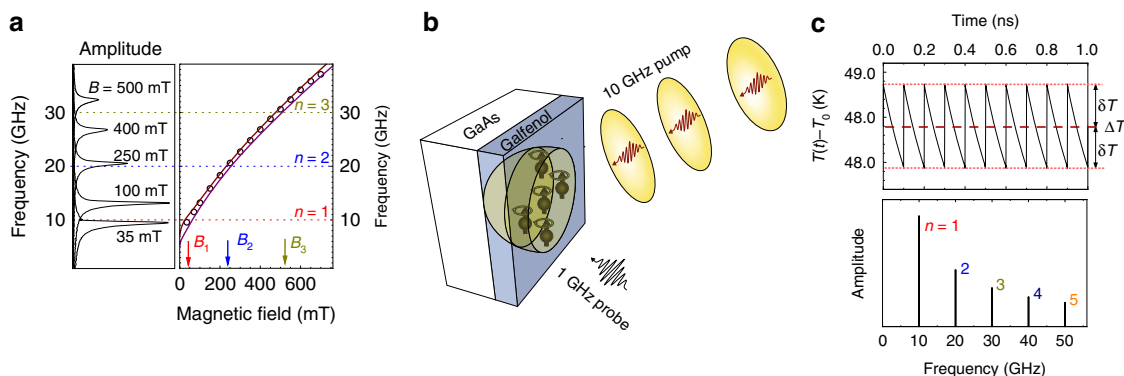 a
Amplitude
B = 500 mT
400 mT
250 mT
100 mT
35 mT
Frequency (GHz)
30
20
10
n = 3
n = 2
n = 1
B1
B2
B3
0 200 400 600
Magnetic field (mT)
30
20
10
Frequency (GHz)
b
GaAs
Galfenol
10 GHz pump
1 GHz probe
c
Time (ns)
0.0 0.2 0.4 0.6 0.8 1.0
49.0
48.0
48.0
T(t)–T0 (K)
δT
ΔT
δT
Amplitude
n = 1
2
3
4
5
0 10 20 30 40 50
Frequency (GHz)